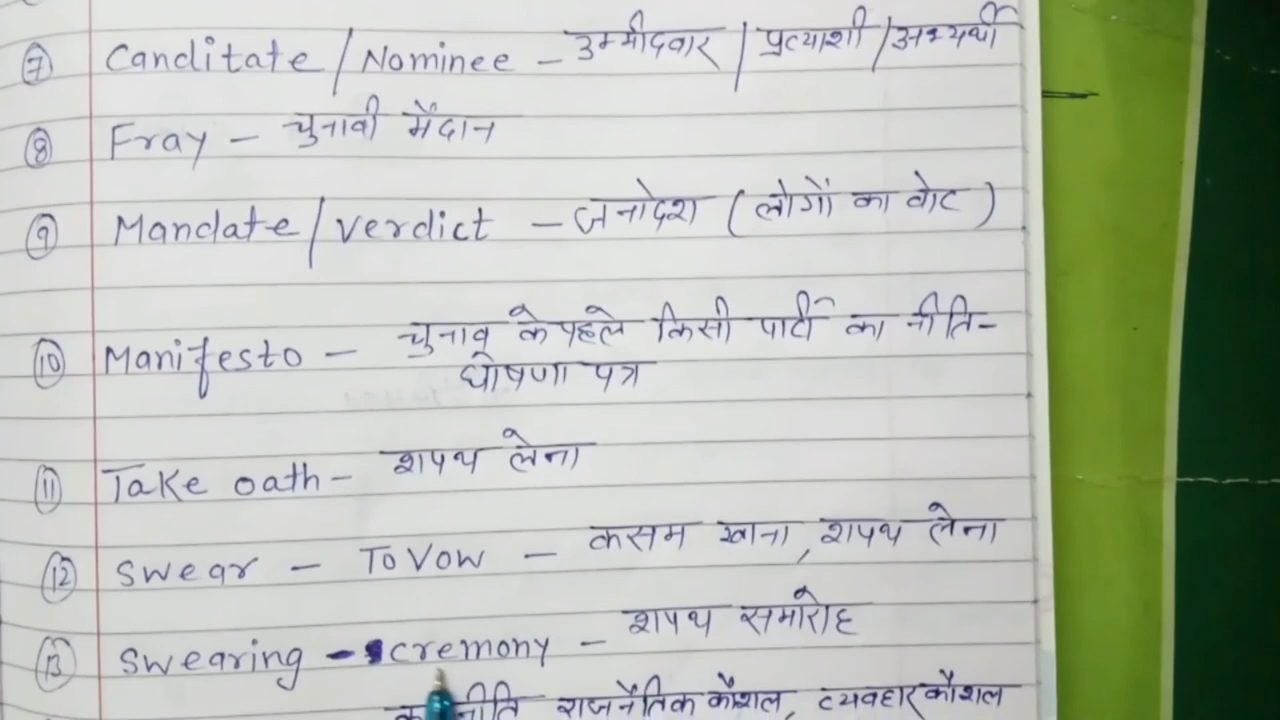 ⑦ Canditate / Nominee – उम्मीदवार / प्रत्याशी / अभ्यर्थी
⑧ Fray – चुनावी मैदान
⑨ Mandate / verdict – जनादेश (लोगों का वोट)
⑩ Manifesto – चुनाव के पहले किसी पार्टी का नीति-
घोषणा पत्र
⑪ Take oath – शपथ लेना
⑫ Swear – To Vow – कसम खाना, शपथ लेना
⑬ Swearing - cremony – शपथ समारोह
राजनैतिक कौशल, व्यवहार कौशल